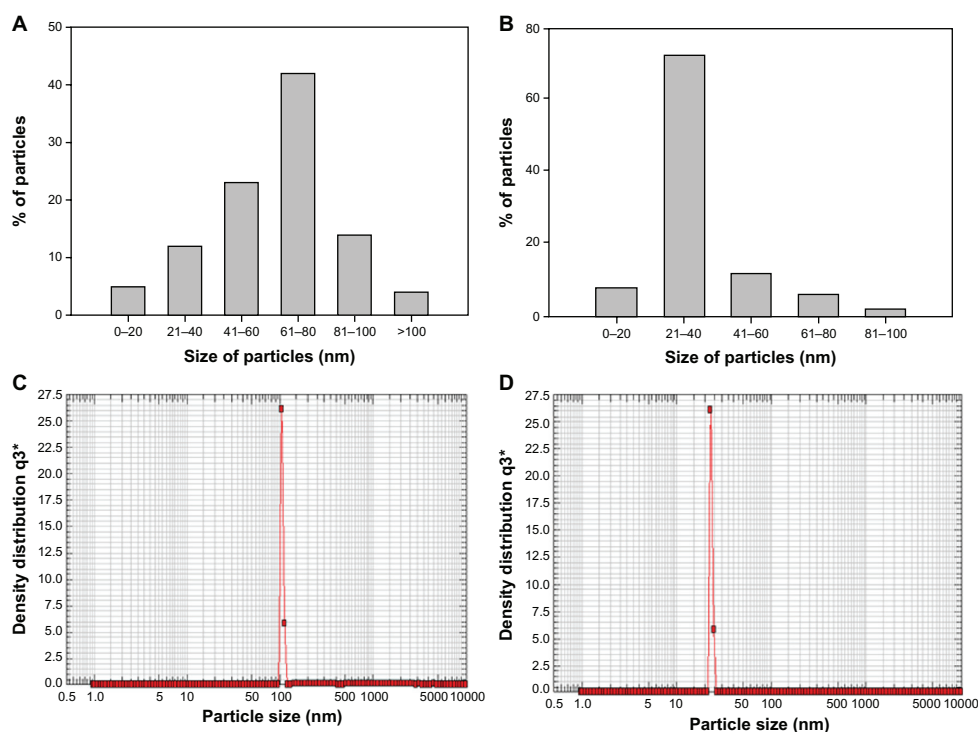 A
% of particles
50
40
30
20
10
0
0–20 21–40 41–60 61–80 81–100 >100
Size of particles (nm)
B
% of particles
80
60
40
20
0
0–20 21–40 41–60 61–80 81–100
Size of particles (nm)
C
Density distribution q3*
27.5
25.0
22.5
20.0
17.5
15.0
12.5
10.0
7.5
5.0
2.5
0.0
0.5 1.0 5 10 50 100 500 1000 5000 10000
Particle size (nm)
D
Density distribution q3*
27.5
25.0
22.5
20.0
17.5
15.0
12.5
10.0
7.5
5.0
2.5
0.0
0.5 1.0 5 10 50 100 500 1000 5000 10000
Particle size (nm)